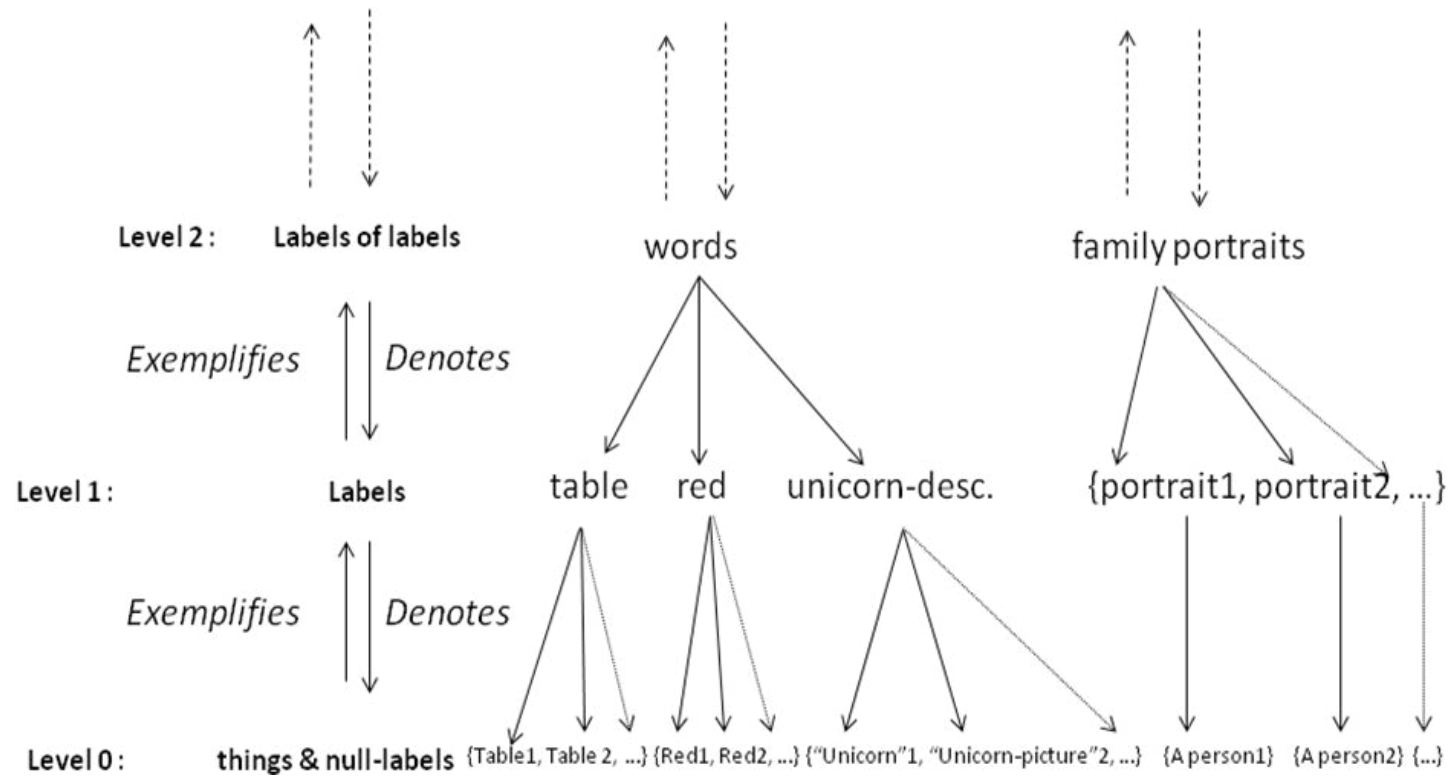 Level 2 : Labels of labels words family portraits
Exemplifies Denotes
Level 1 : Labels table red unicorn-desc. {portrait1, portrait2, ...}
Exemplifies Denotes
Level 0 : things & null-labels {Table1, Table 2, ...} {Red1, Red2, ...} {“Unicorn”1, “Unicorn-picture”2, ...} {A person1} {A person2} {...}